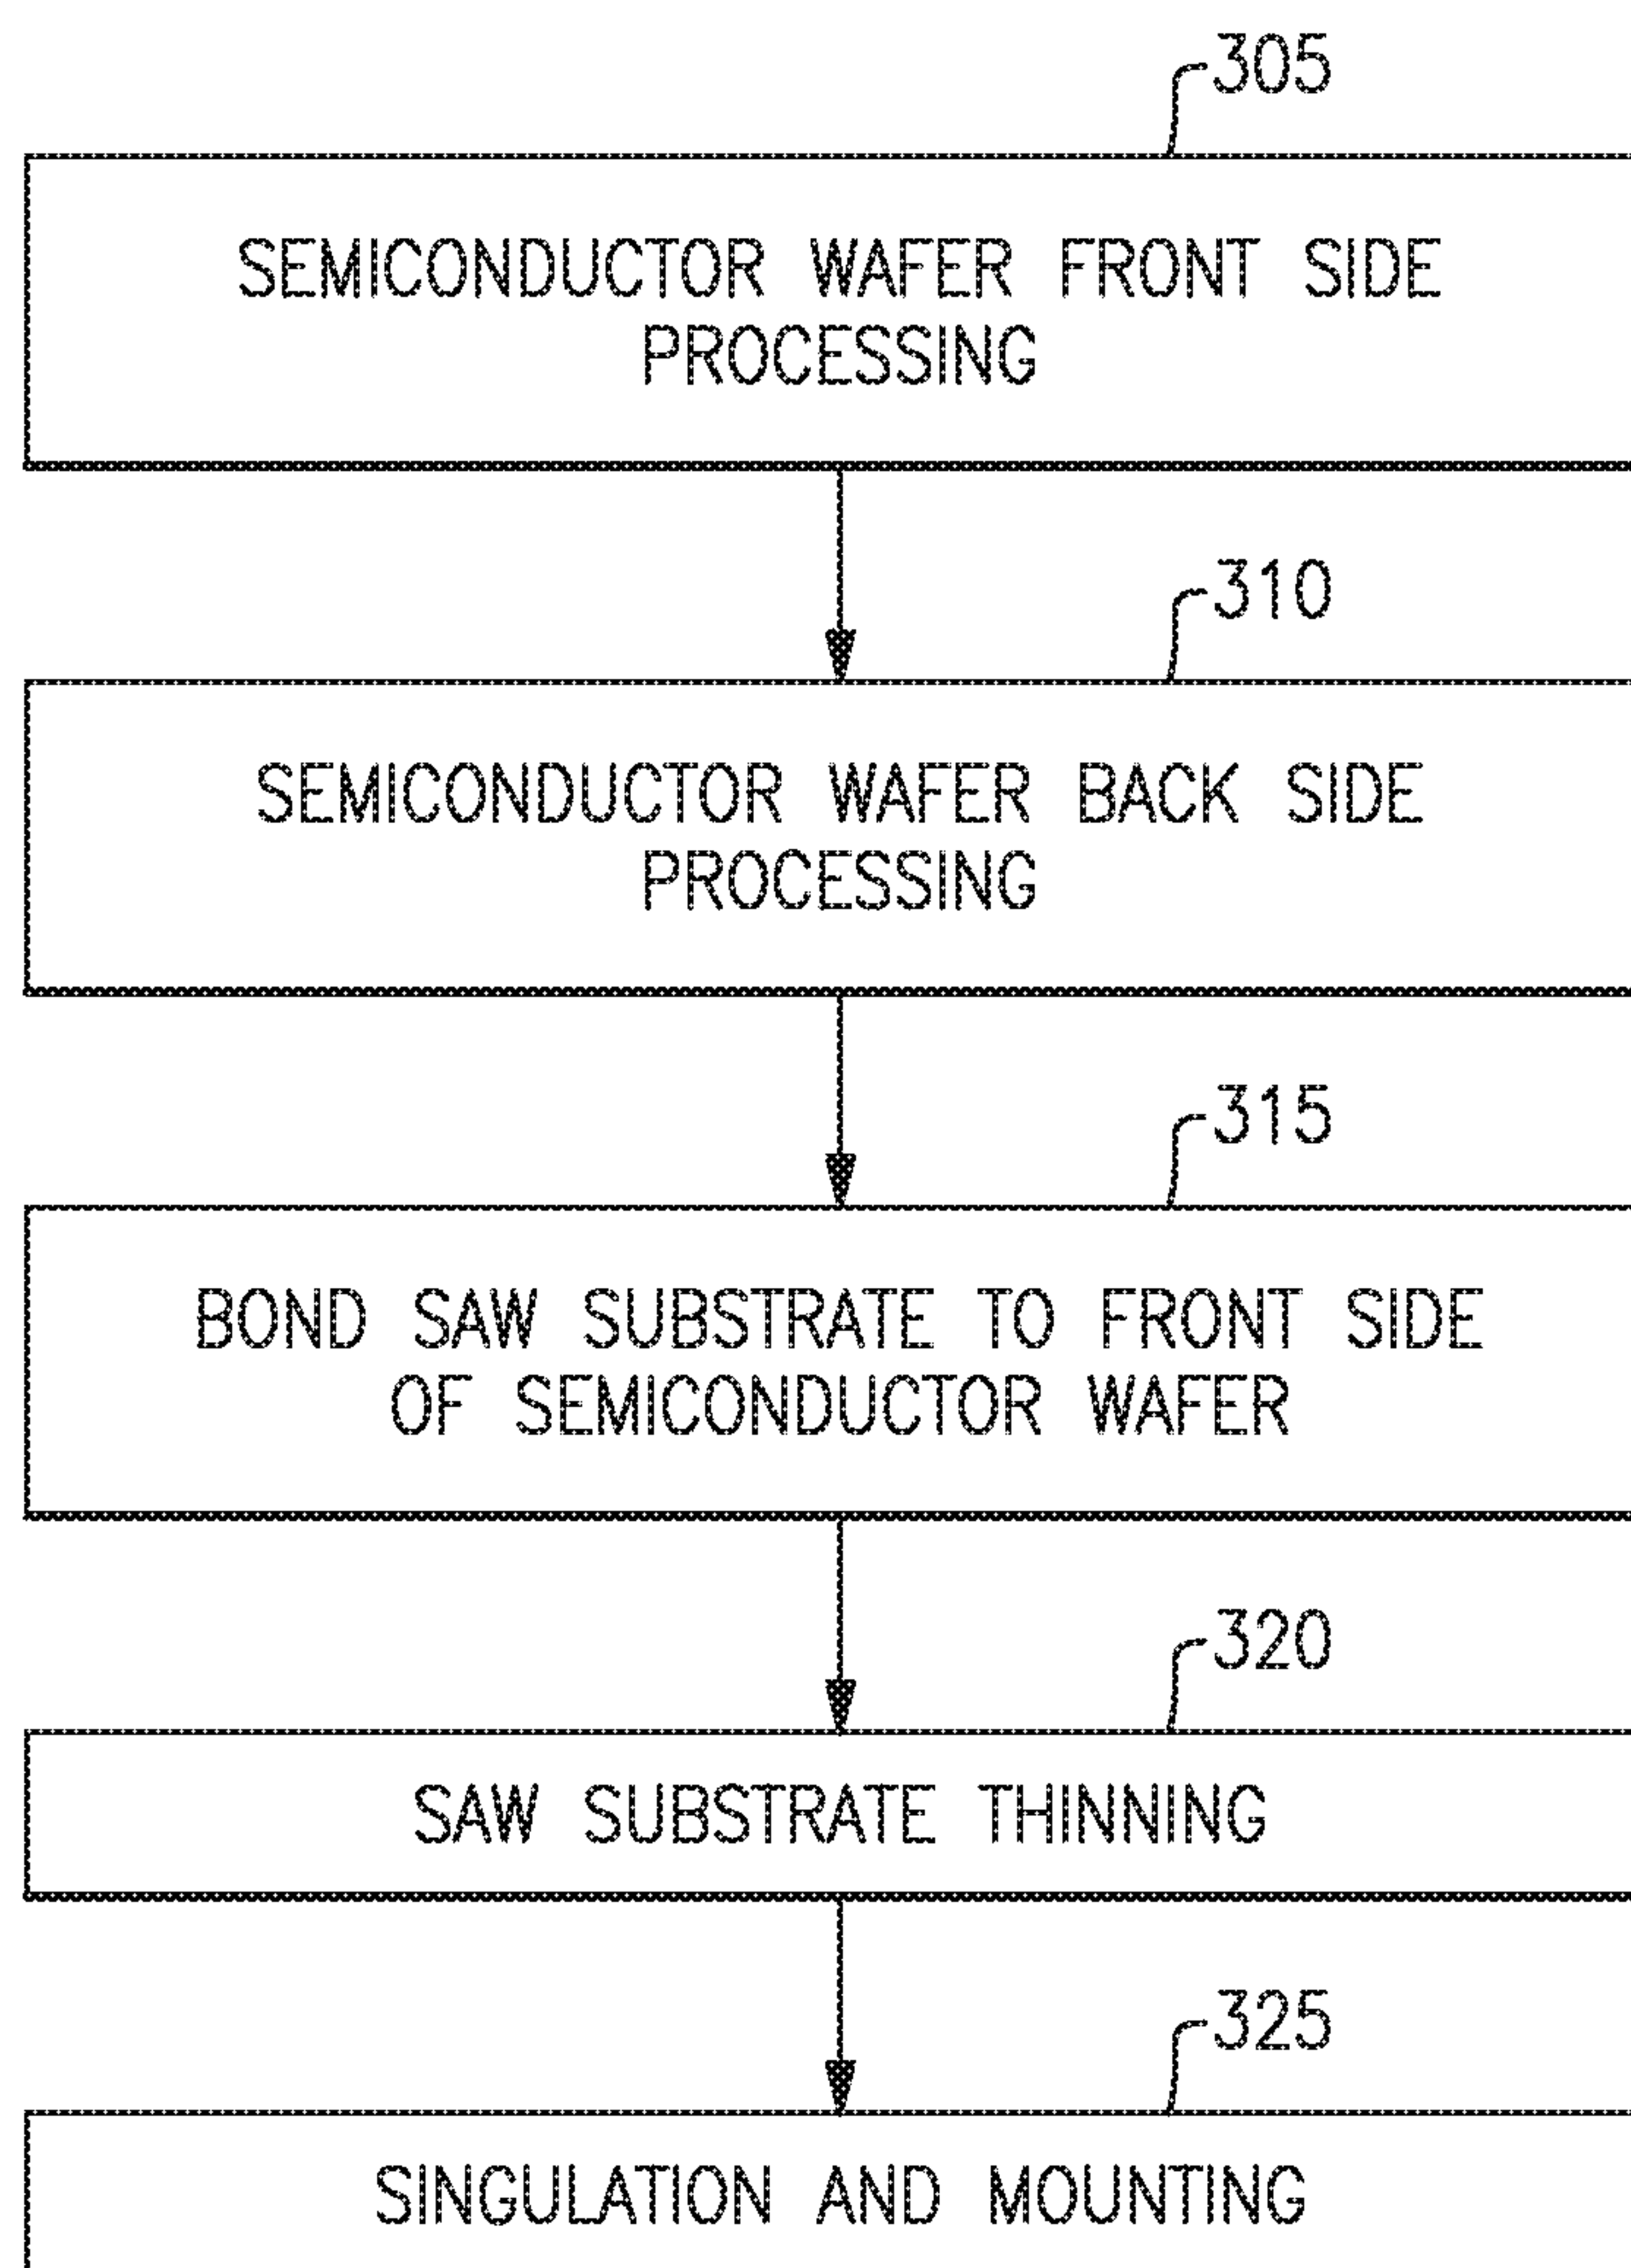 305
SEMICONDUCTOR WAFER FRONT SIDE
PROCESSING
310
SEMICONDUCTOR WAFER BACK SIDE
PROCESSING
315
BOND SAW SUBSTRATE TO FRONT SIDE
OF SEMICONDUCTOR WAFER
320
SAW SUBSTRATE THINNING
325
SINGULATION AND MOUNTING